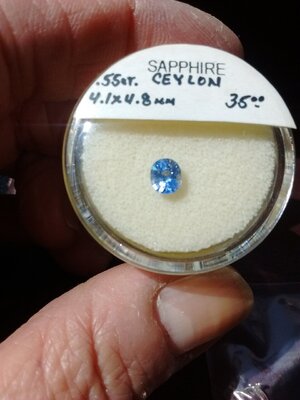 SAPPHIRE
.55ct. CEYLON
4.1x4.8mm 35.00